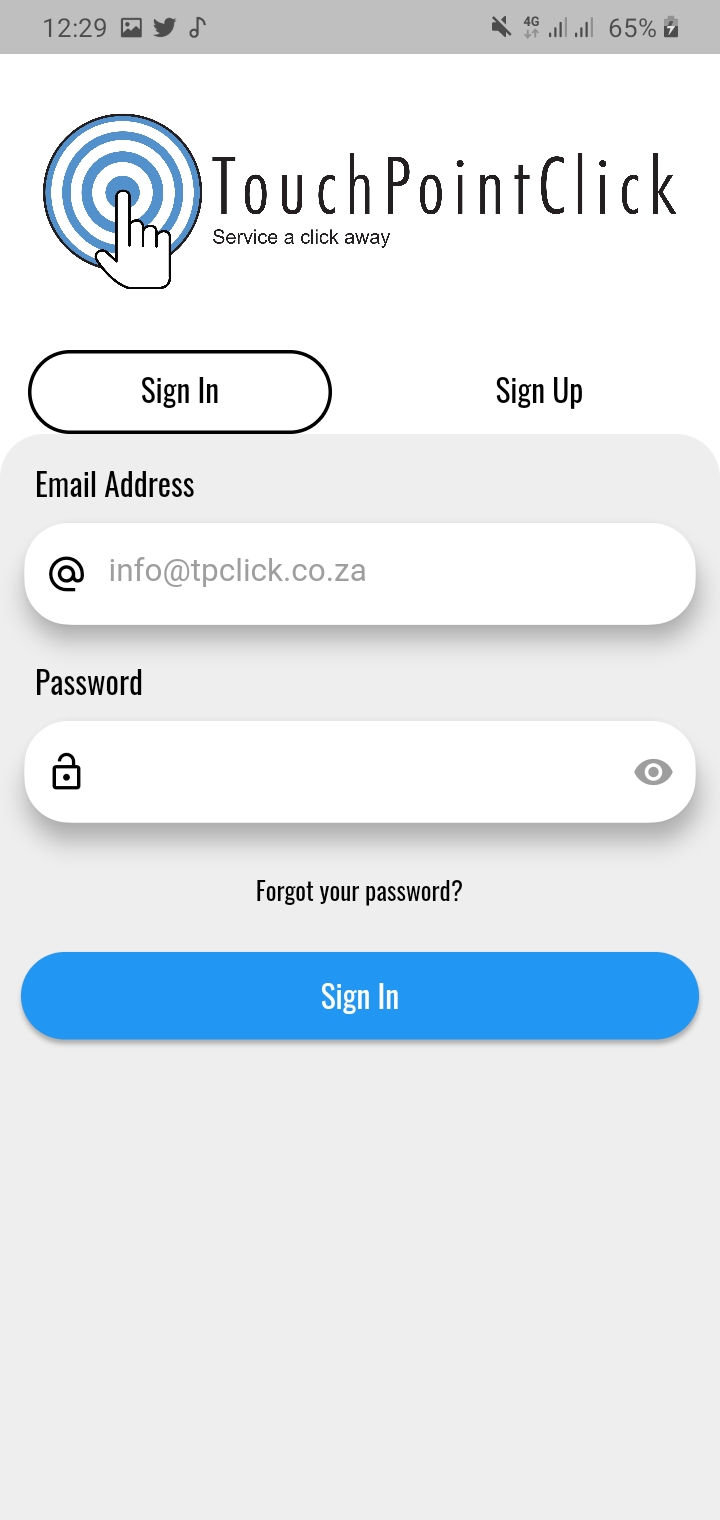 12:29 4G 65%
TouchPointClick
Service a click away
Sign In Sign Up
Email Address
info@tpclick.co.za
Password
Forgot your password?
Sign In